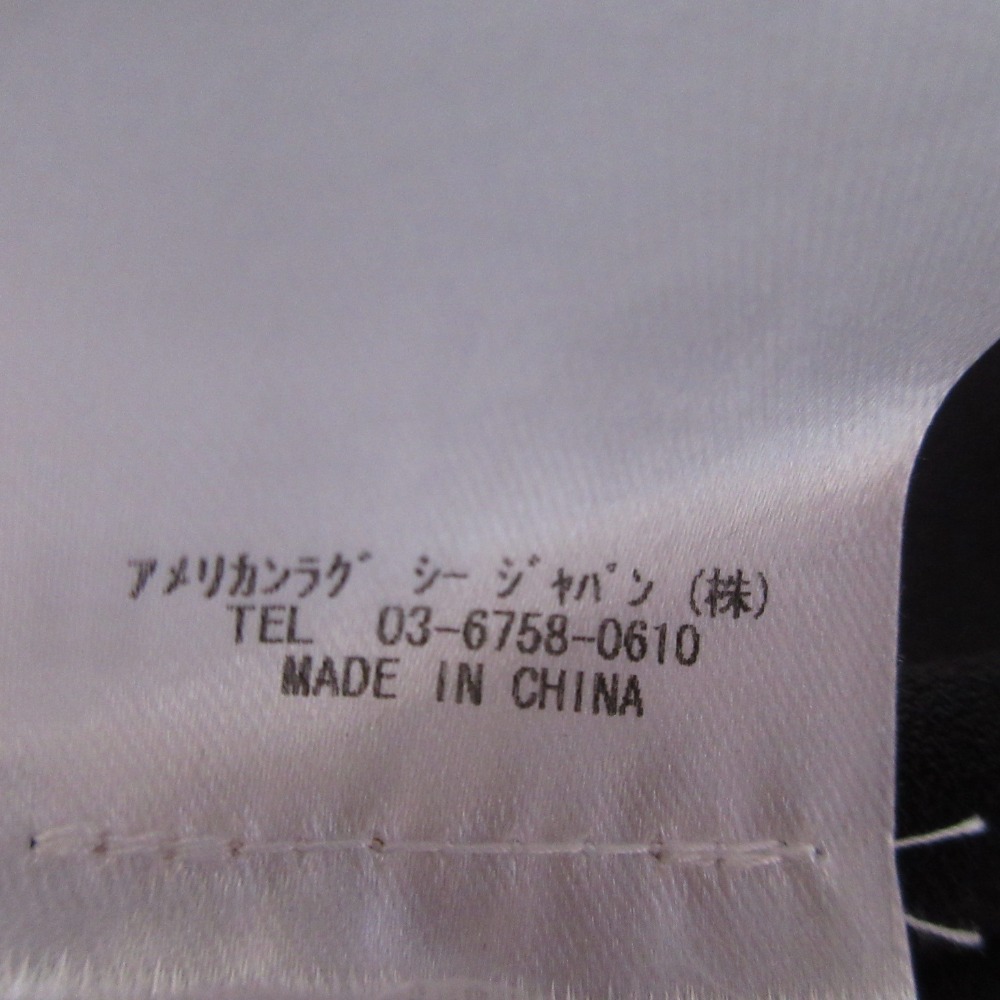 ｱﾒﾘｶﾝﾗｸﾞ ｼｰ ｼﾞｬﾊﾟﾝ (株)
TEL 03-6758-0610
MADE IN CHINA